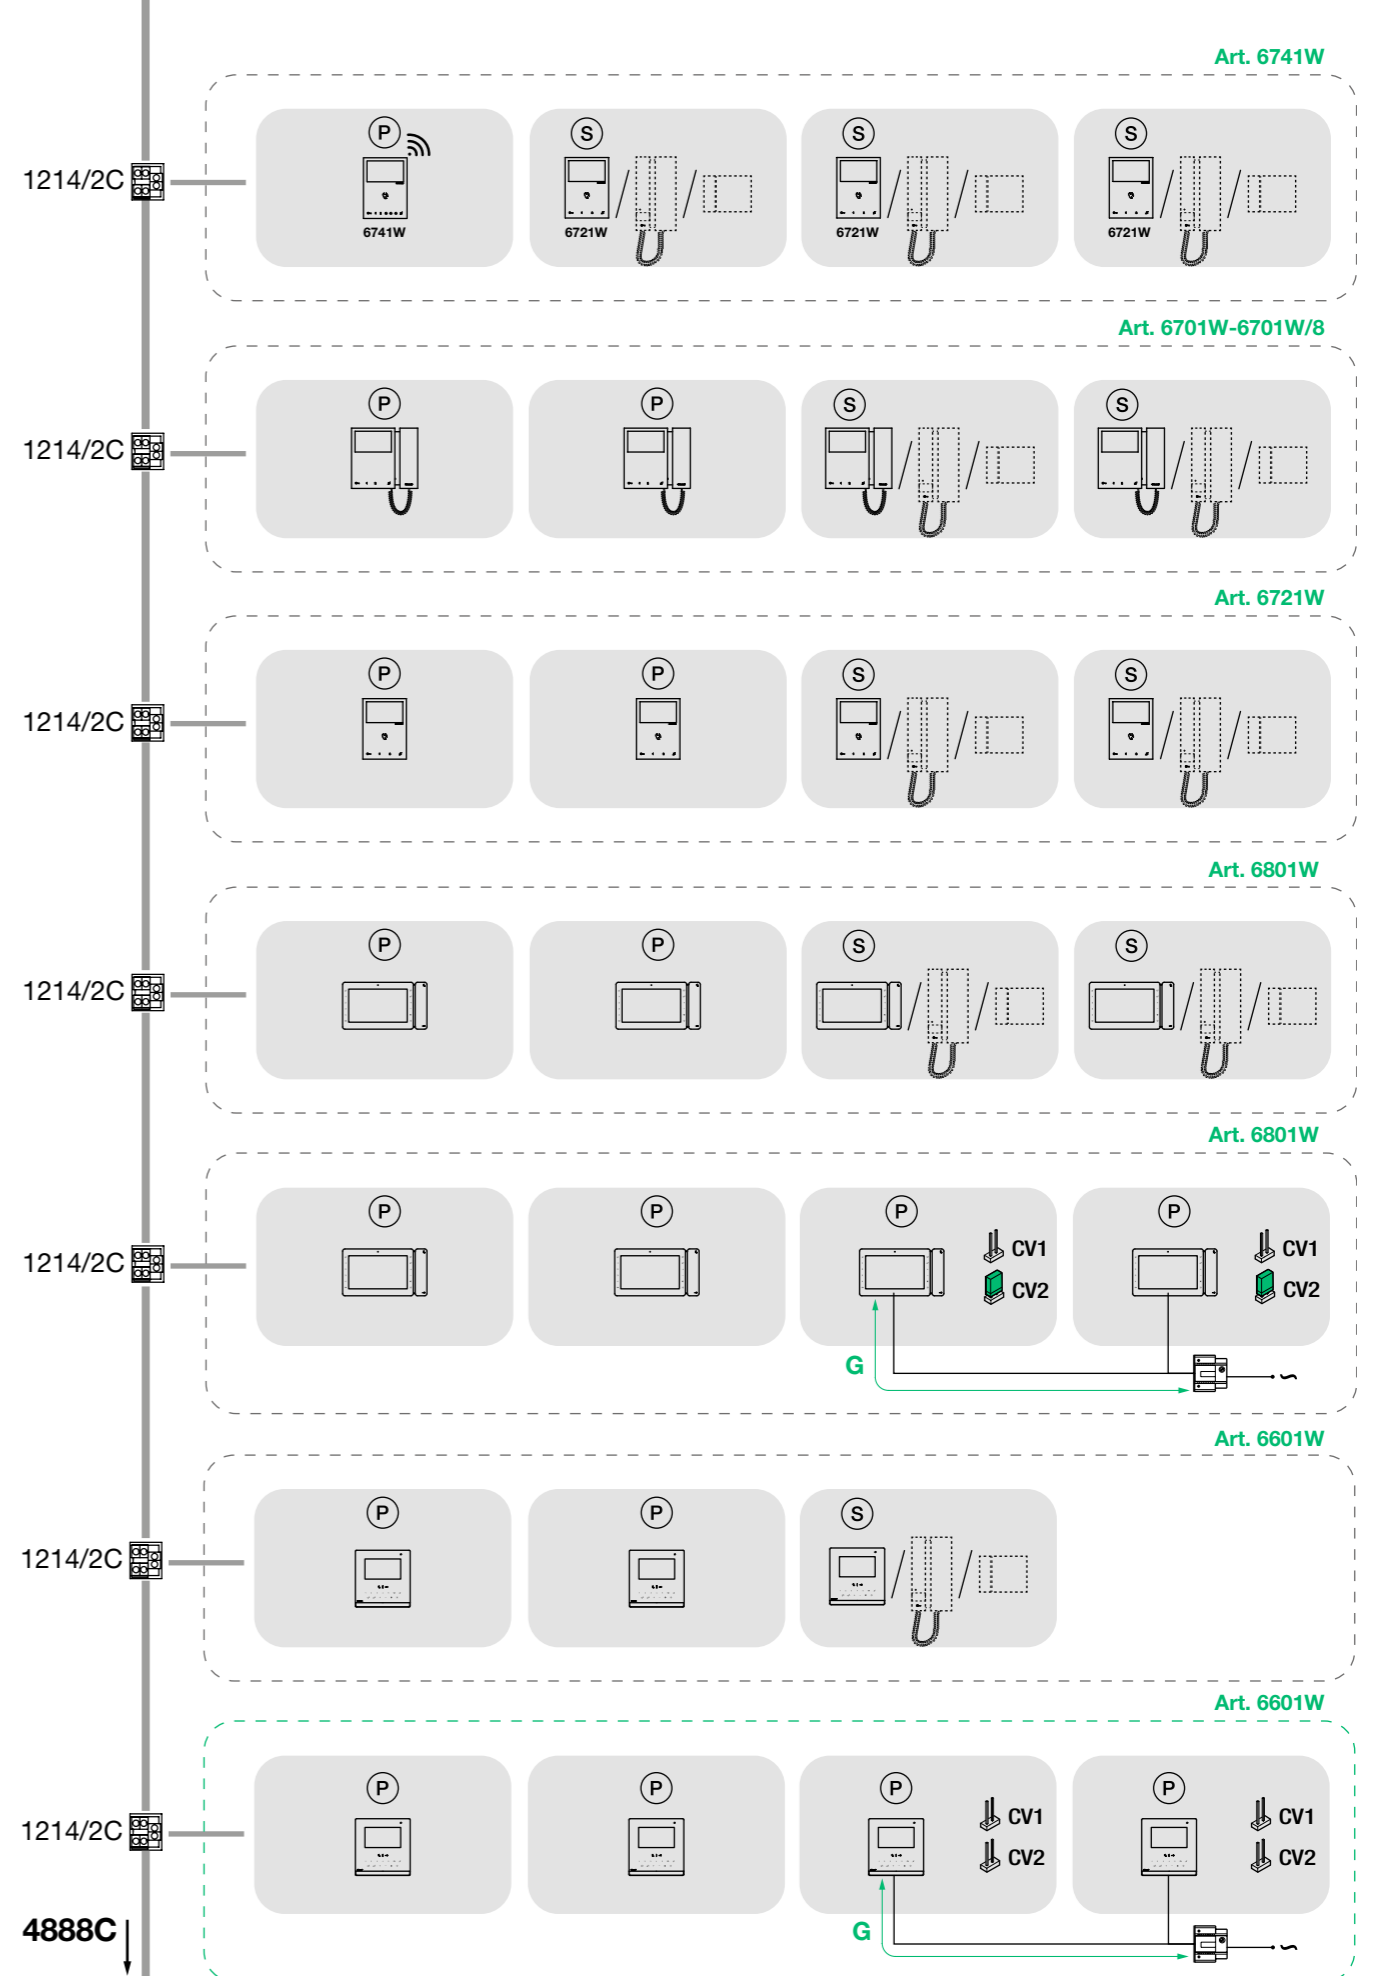 Art. 6741W
P S S S
1214/2C
6741W 6721W 6721W 6721W
Art. 6701W-6701W/8
P P S S
1214/2C
Art. 6721W
P P S S
1214/2C
Art. 6801W
P P S S
1214/2C
Art. 6801W
P P P P
CV1 CV1
1214/2C
CV2 CV2
G
Art. 6601W
P P S
1214/2C
Art. 6601W
P P P P
CV1 CV1
1214/2C
CV2 CV2
4888C
G